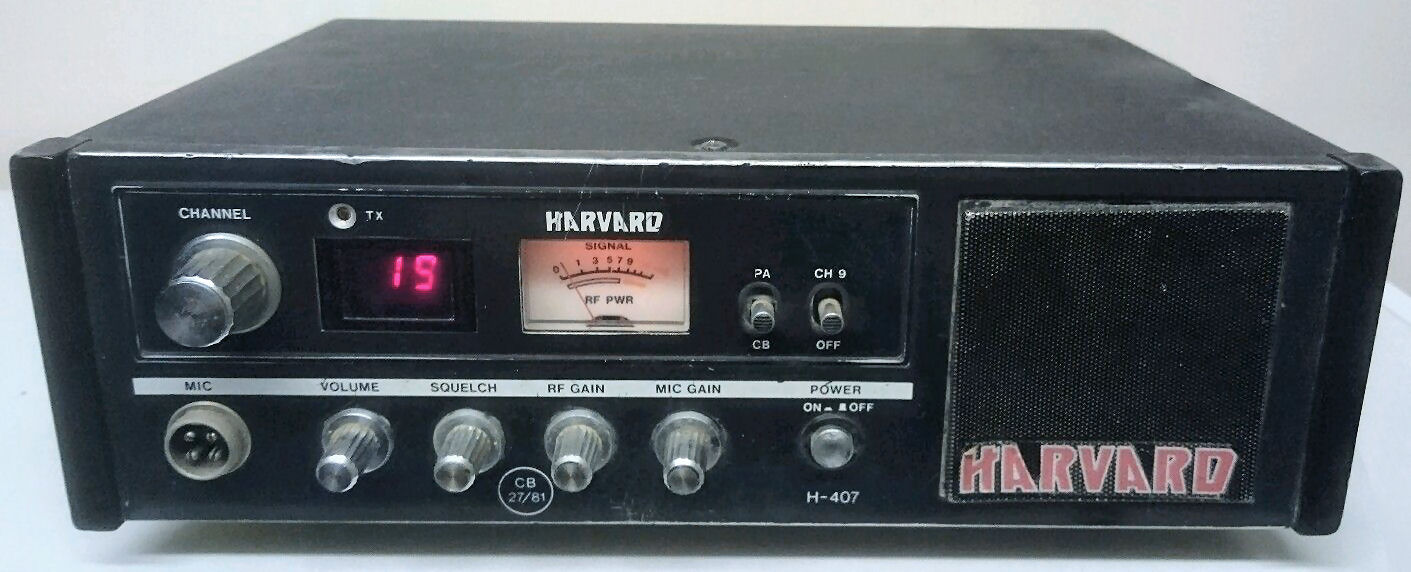 CHANNEL
TX
HARVARD
19
SIGNAL
0 1 3 5 7 9
RF PWR
PA CH 9
CB OFF
MIC VOLUME SQUELCH RF GAIN MIC GAIN POWER
ON OFF
CB
27/81
H-407
HARVARD